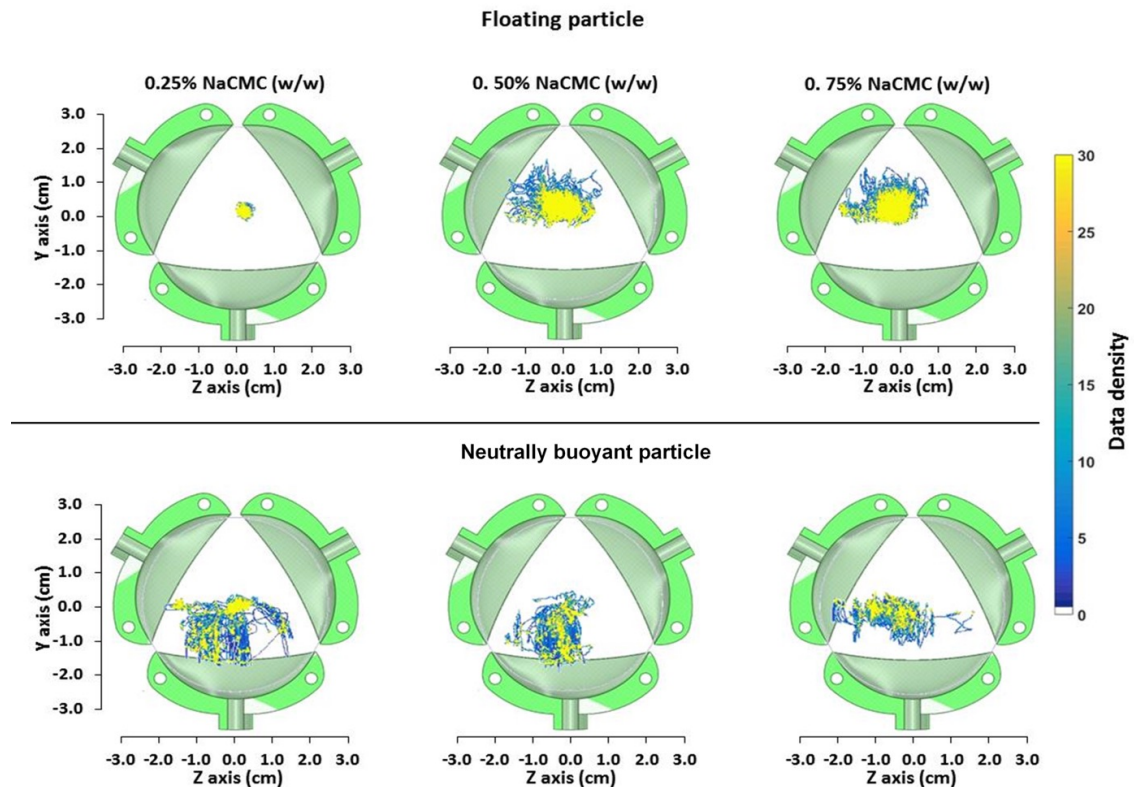 Floating particle
0.25% NaCMC (w/w)
0. 50% NaCMC (w/w)
0. 75% NaCMC (w/w)
Y axis (cm)
3.0
2.0
1.0
0.0
-1.0
-2.0
-3.0
-3.0 -2.0 -1.0 0.0 1.0 2.0 3.0
Z axis (cm)
-3.0 -2.0 -1.0 0.0 1.0 2.0 3.0
Z axis (cm)
-3.0 -2.0 -1.0 0.0 1.0 2.0 3.0
Z axis (cm)
30
25
20
15
10
5
0
Data density
Neutrally buoyant particle
Y axis (cm)
3.0
2.0
1.0
0.0
-1.0
-2.0
-3.0
-3.0 -2.0 -1.0 0.0 1.0 2.0 3.0
Z axis (cm)
-3.0 -2.0 -1.0 0.0 1.0 2.0 3.0
Z axis (cm)
-3.0 -2.0 -1.0 0.0 1.0 2.0 3.0
Z axis (cm)